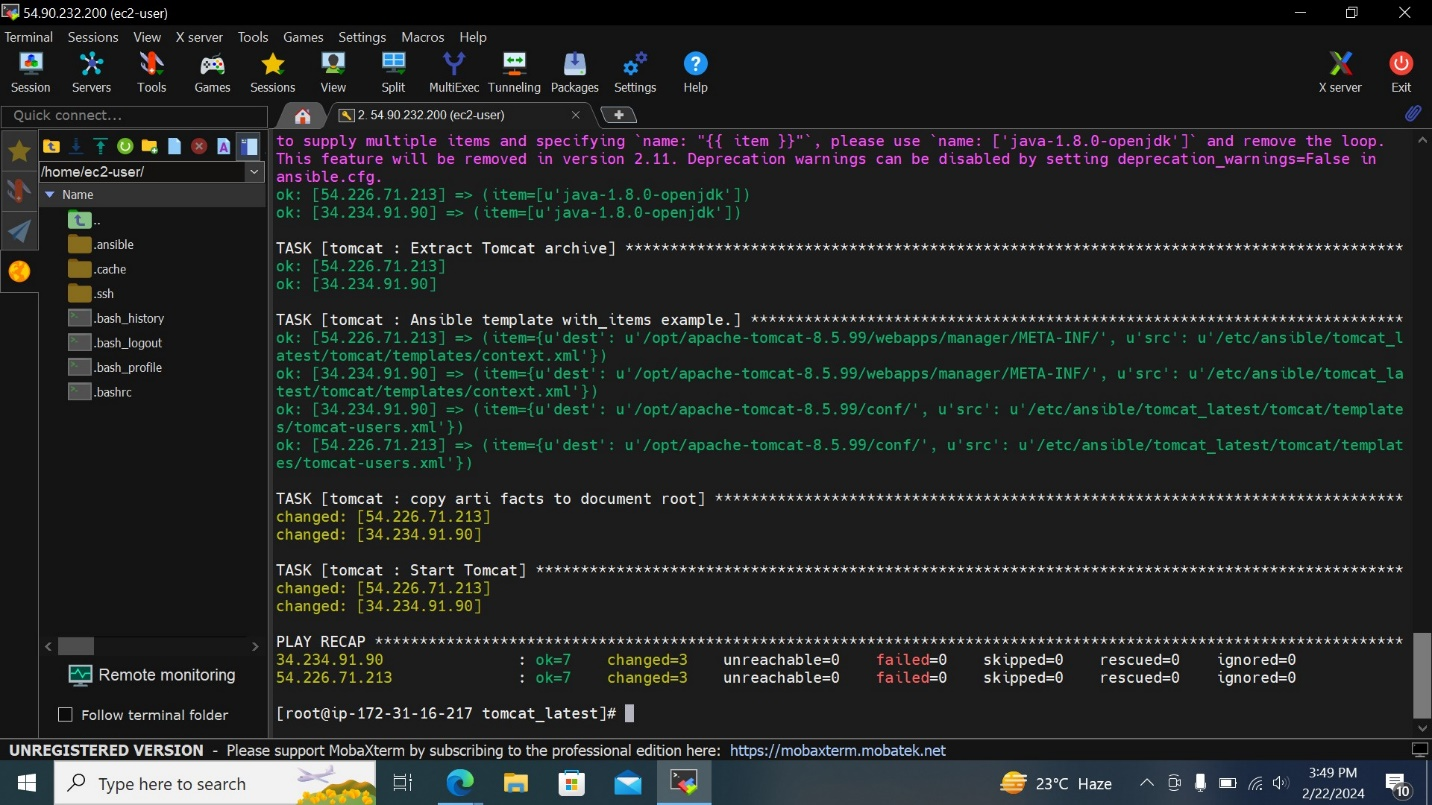 54.90.232.200 (ec2-user)
Terminal Sessions View X server Tools Games Settings Macros Help
Session Servers Tools Games Sessions View Split MultiExec Tunneling Packages Settings Help X server Exit
Quick connect...
2. 54.90.232.200 (ec2-user)
/home/ec2-user/
Name
..
.ansible
.cache
.ssh
.bash_history
.bash_logout
.bash_profile
.bashrc
Remote monitoring
Follow terminal folder
to supply multiple items and specifying `name: "{{ item }}"`, please use `name: ['java-1.8.0-openjdk']` and remove the loop.
This feature will be removed in version 2.11. Deprecation warnings can be disabled by setting deprecation_warnings=False in
ansible.cfg.
ok: [54.226.71.213] => (item=[u'java-1.8.0-openjdk'])
ok: [34.234.91.90] => (item=[u'java-1.8.0-openjdk'])
TASK [tomcat : Extract Tomcat archive] ***************************************************************************************
ok: [54.226.71.213]
ok: [34.234.91.90]
TASK [tomcat : Ansible template with_items example.] *************************************************************************
ok: [54.226.71.213] => (item={u'dest': u'/opt/apache-tomcat-8.5.99/webapps/manager/META-INF/', u'src': u'/etc/ansible/tomcat_l
atest/tomcat/templates/context.xml'})
ok: [34.234.91.90] => (item={u'dest': u'/opt/apache-tomcat-8.5.99/webapps/manager/META-INF/', u'src': u'/etc/ansible/tomcat_la
test/tomcat/templates/context.xml'})
ok: [34.234.91.90] => (item={u'dest': u'/opt/apache-tomcat-8.5.99/conf/', u'src': u'/etc/ansible/tomcat_latest/tomcat/template
s/tomcat-users.xml'})
ok: [54.226.71.213] => (item={u'dest': u'/opt/apache-tomcat-8.5.99/conf/', u'src': u'/etc/ansible/tomcat_latest/tomcat/templat
es/tomcat-users.xml'})
TASK [tomcat : copy arti facts to document root] *****************************************************************************
changed: [54.226.71.213]
changed: [34.234.91.90]
TASK [tomcat : Start Tomcat] *************************************************************************************************
changed: [54.226.71.213]
changed: [34.234.91.90]
PLAY RECAP *******************************************************************************************************************
34.234.91.90 : ok=7 changed=3 unreachable=0 failed=0 skipped=0 rescued=0 ignored=0
54.226.71.213 : ok=7 changed=3 unreachable=0 failed=0 skipped=0 rescued=0 ignored=0
[root@ip-172-31-16-217 tomcat_latest]#
UNREGISTERED VERSION - Please support MobaXterm by subscribing to the professional edition here: https://mobaxterm.mobatek.net
Type here to search
23°C Haze
3:49 PM
2/22/2024
10